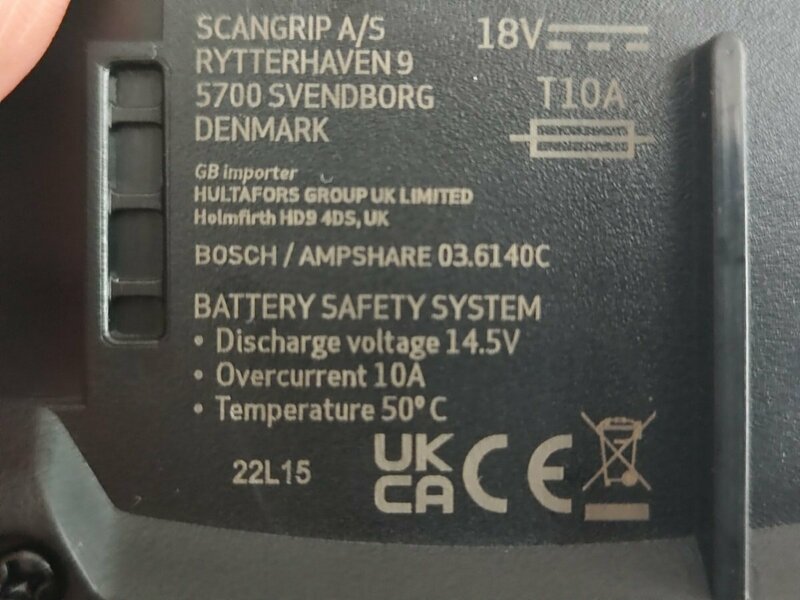 SCANGRIP A/S
RYTTERHAVEN 9
5700 SVENDBORG
DENMARK
18V
T10A
GB importer
HULTAFORS GROUP UK LIMITED
Holmfirth HD9 4DS, UK
BOSCH / AMPSHARE 03.6140C
BATTERY SAFETY SYSTEM
• Discharge voltage 14.5V
• Overcurrent 10A
• Temperature 50°C
22L15
UK
CA
CE